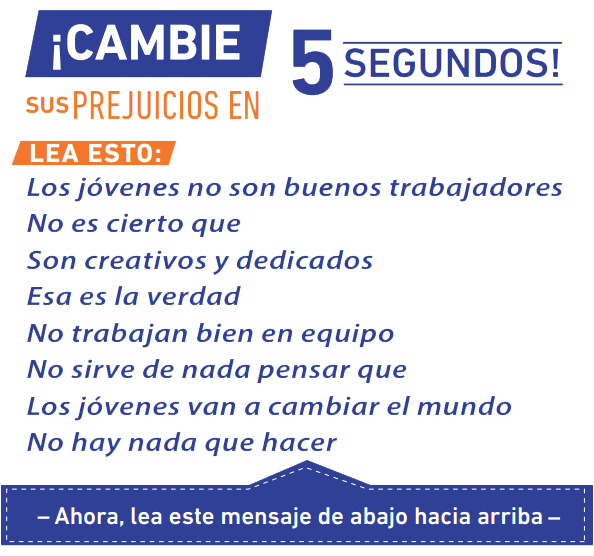 ¡CAMBIE
SUS PREJUICIOS EN
5 SEGUNDOS!
LEA ESTO:
Los jóvenes no son buenos trabajadores
No es cierto que
Son creativos y dedicados
Esa es la verdad
No trabajan bien en equipo
No sirve de nada pensar que
Los jóvenes van a cambiar el mundo
No hay nada que hacer
– Ahora, lea este mensaje de abajo hacia arriba –